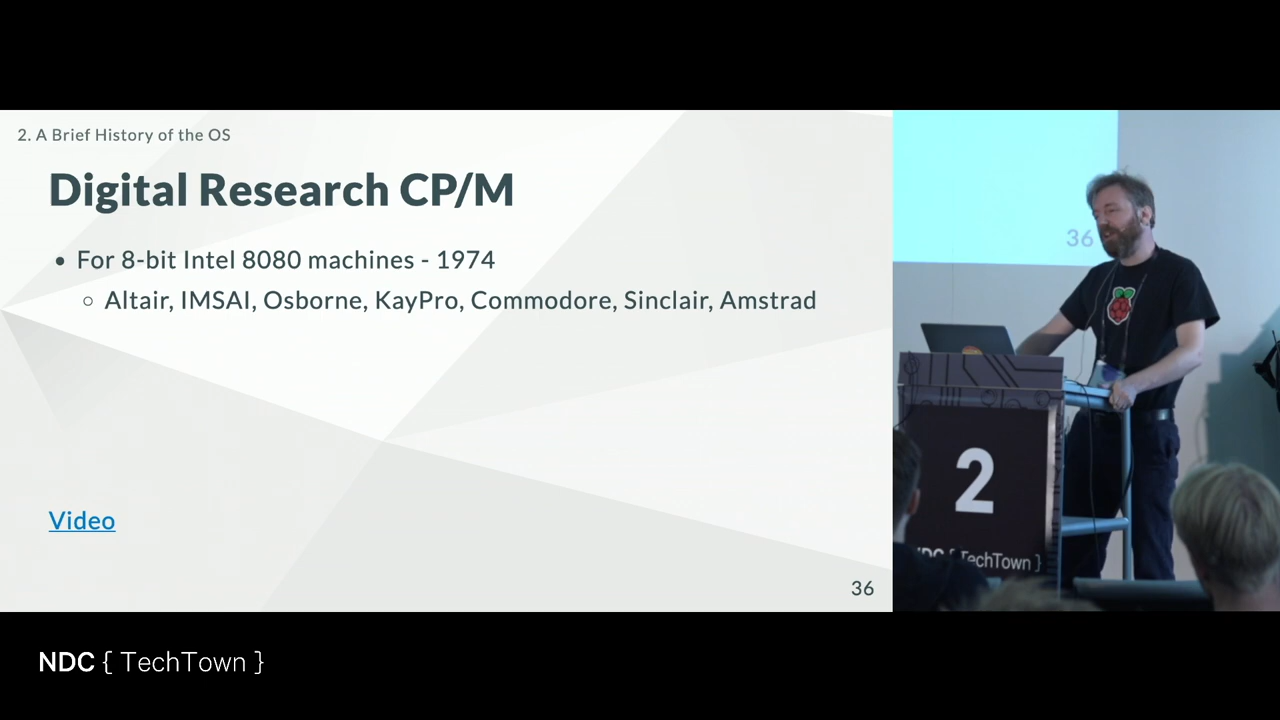 2. A Brief History of the OS
Digital Research CP/M
• For 8-bit Intel 8080 machines - 1974
○ Altair, IMSAI, Osborne, KayPro, Commodore, Sinclair, Amstrad
Video
36
36
2
NDC { TechTown }
NDC { TechTown }